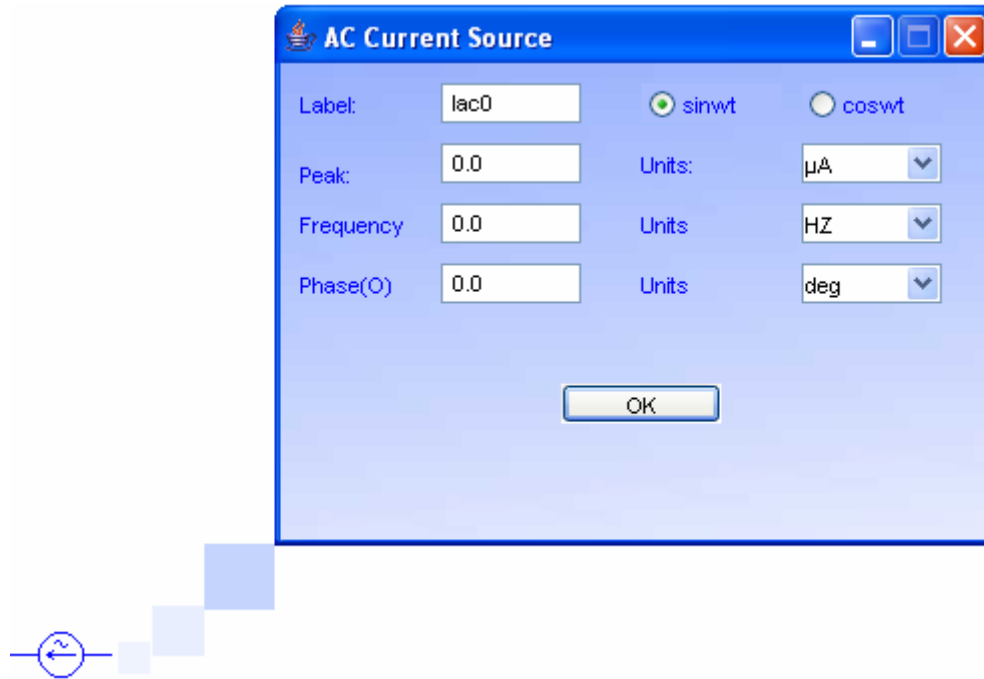 AC Current Source
Label: Iac0 sinwt coswt
Peak: 0.0 Units: µA
Frequency 0.0 Units HZ
Phase(O) 0.0 Units deg
OK